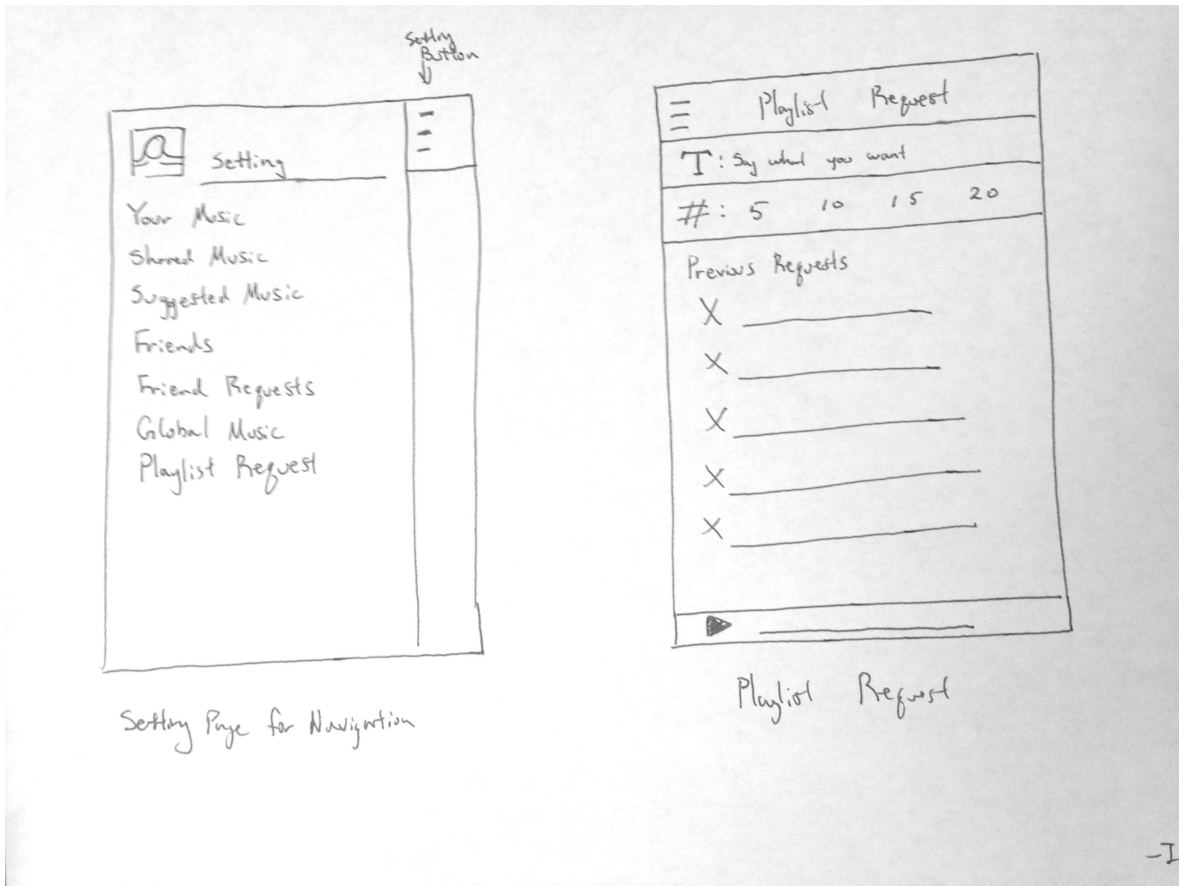 Setting
Button
Setting
Your Music
Shared Music
Suggested Music
Friends
Friend Requests
Global Music
Playlist Request
Setting Page for Navigation
Playlist Request
T: Say what you want
#: 5 10 15 20
Previous Requests
X
X
X
X
X
Playlist Request
-I